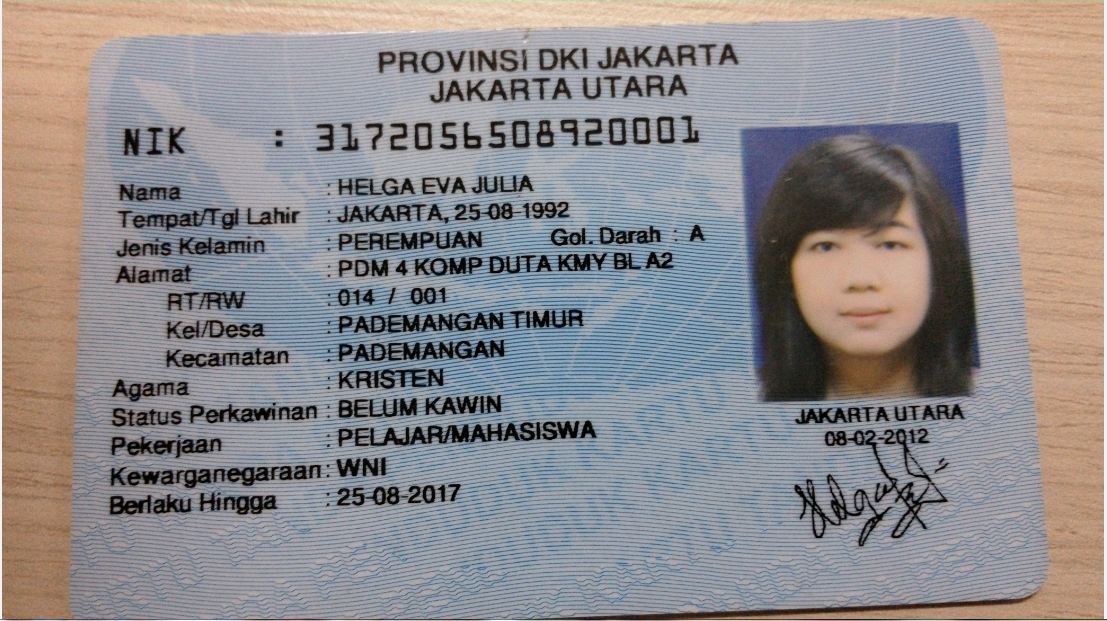 PROVINSI DKI JAKARTA
JAKARTA UTARA
NIK : 3172056508920001
Nama : HELGA EVA JULIA
Tempat/Tgl Lahir : JAKARTA, 25-08-1992
Jenis Kelamin : PEREMPUAN Gol. Darah : A
Alamat : PDM 4 KOMP DUTA KMY BL A2
RT/RW : 014 / 001
Kel/Desa : PADEMANGAN TIMUR
Kecamatan : PADEMANGAN
Agama : KRISTEN
Status Perkawinan : BELUM KAWIN
Pekerjaan : PELAJAR/MAHASISWA
Kewarganegaraan : WNI
Berlaku Hingga : 25-08-2017
JAKARTA UTARA
08-02-2012